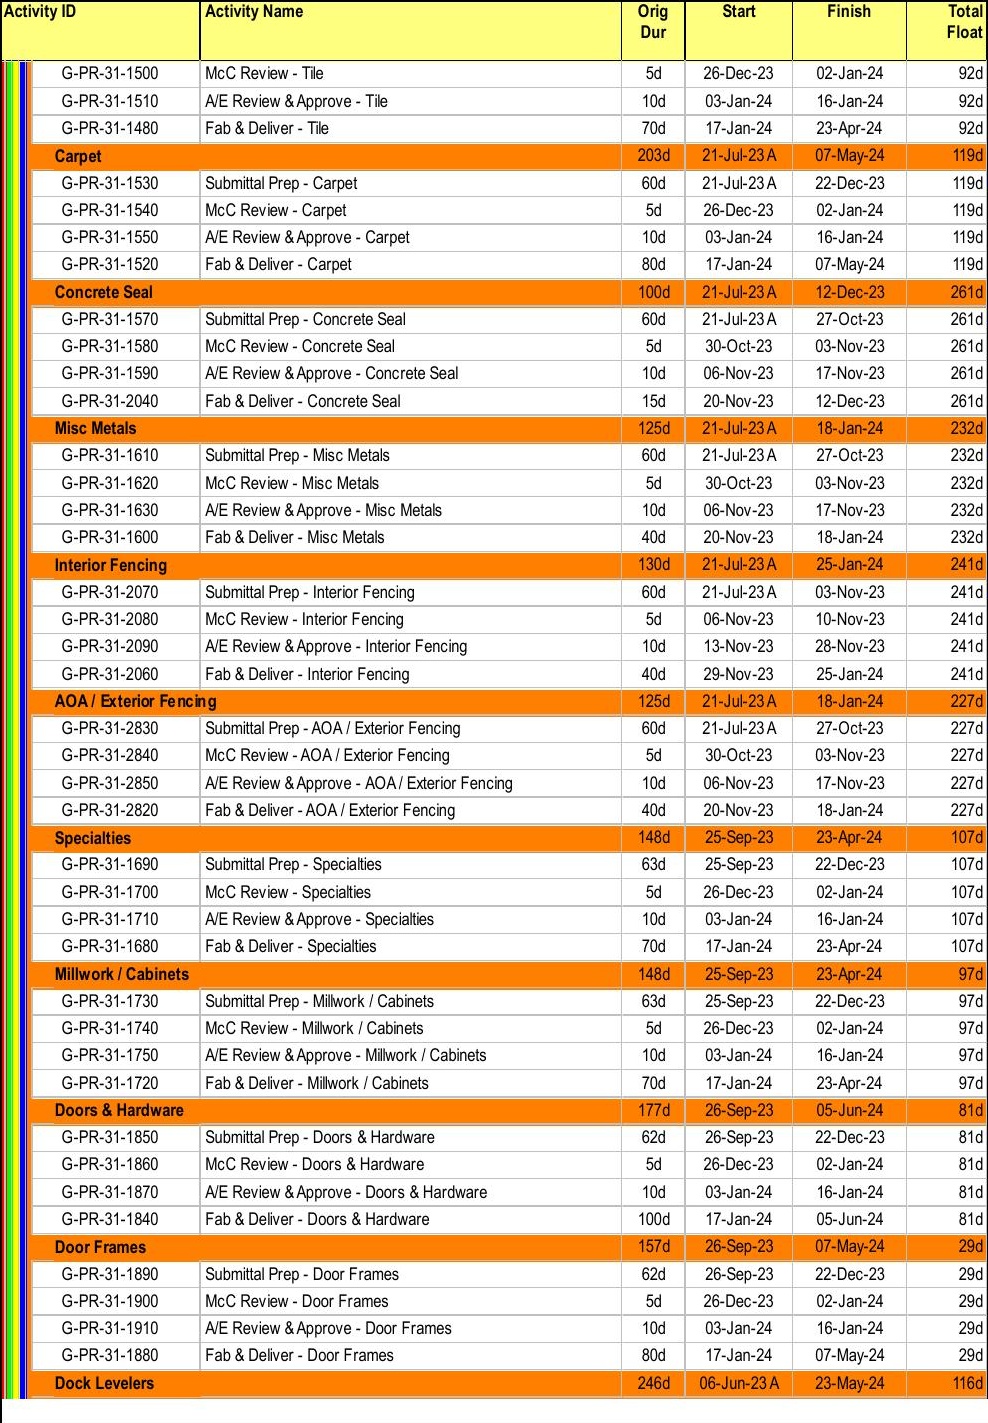 Activity ID Activity Name Orig Dur Start Finish Total Float
G-PR-31-1500 McC Review - Tile 5d 26-Dec-23 02-Jan-24 92d
G-PR-31-1510 A/E Review & Approve - Tile 10d 03-Jan-24 16-Jan-24 92d
G-PR-31-1480 Fab & Deliver - Tile 70d 17-Jan-24 23-Apr-24 92d
Carpet 203d 21-Jul-23 A 07-May-24 119d
G-PR-31-1530 Submittal Prep - Carpet 60d 21-Jul-23 A 22-Dec-23 119d
G-PR-31-1540 McC Review - Carpet 5d 26-Dec-23 02-Jan-24 119d
G-PR-31-1550 A/E Review & Approve - Carpet 10d 03-Jan-24 16-Jan-24 119d
G-PR-31-1520 Fab & Deliver - Carpet 80d 17-Jan-24 07-May-24 119d
Concrete Seal 100d 21-Jul-23 A 12-Dec-23 261d
G-PR-31-1570 Submittal Prep - Concrete Seal 60d 21-Jul-23 A 27-Oct-23 261d
G-PR-31-1580 McC Review - Concrete Seal 5d 30-Oct-23 03-Nov-23 261d
G-PR-31-1590 A/E Review & Approve - Concrete Seal 10d 06-Nov-23 17-Nov-23 261d
G-PR-31-2040 Fab & Deliver - Concrete Seal 15d 20-Nov-23 12-Dec-23 261d
Misc Metals 125d 21-Jul-23 A 18-Jan-24 232d
G-PR-31-1610 Submittal Prep - Misc Metals 60d 21-Jul-23 A 27-Oct-23 232d
G-PR-31-1620 McC Review - Misc Metals 5d 30-Oct-23 03-Nov-23 232d
G-PR-31-1630 A/E Review & Approve - Misc Metals 10d 06-Nov-23 17-Nov-23 232d
G-PR-31-1600 Fab & Deliver - Misc Metals 40d 20-Nov-23 18-Jan-24 232d
Interior Fencing 130d 21-Jul-23 A 25-Jan-24 241d
G-PR-31-2070 Submittal Prep - Interior Fencing 60d 21-Jul-23 A 03-Nov-23 241d
G-PR-31-2080 McC Review - Interior Fencing 5d 06-Nov-23 10-Nov-23 241d
G-PR-31-2090 A/E Review & Approve - Interior Fencing 10d 13-Nov-23 28-Nov-23 241d
G-PR-31-2060 Fab & Deliver - Interior Fencing 40d 29-Nov-23 25-Jan-24 241d
AOA / Exterior Fencing 125d 21-Jul-23 A 18-Jan-24 227d
G-PR-31-2830 Submittal Prep - AOA / Exterior Fencing 60d 21-Jul-23 A 27-Oct-23 227d
G-PR-31-2840 McC Review - AOA / Exterior Fencing 5d 30-Oct-23 03-Nov-23 227d
G-PR-31-2850 A/E Review & Approve - AOA / Exterior Fencing 10d 06-Nov-23 17-Nov-23 227d
G-PR-31-2820 Fab & Deliver - AOA / Exterior Fencing 40d 20-Nov-23 18-Jan-24 227d
Specialties 148d 25-Sep-23 23-Apr-24 107d
G-PR-31-1690 Submittal Prep - Specialties 63d 25-Sep-23 22-Dec-23 107d
G-PR-31-1700 McC Review - Specialties 5d 26-Dec-23 02-Jan-24 107d
G-PR-31-1710 A/E Review & Approve - Specialties 10d 03-Jan-24 16-Jan-24 107d
G-PR-31-1680 Fab & Deliver - Specialties 70d 17-Jan-24 23-Apr-24 107d
Millwork / Cabinets 148d 25-Sep-23 23-Apr-24 97d
G-PR-31-1730 Submittal Prep - Millwork / Cabinets 63d 25-Sep-23 22-Dec-23 97d
G-PR-31-1740 McC Review - Millwork / Cabinets 5d 26-Dec-23 02-Jan-24 97d
G-PR-31-1750 A/E Review & Approve - Millwork / Cabinets 10d 03-Jan-24 16-Jan-24 97d
G-PR-31-1720 Fab & Deliver - Millwork / Cabinets 70d 17-Jan-24 23-Apr-24 97d
Doors & Hardware 177d 26-Sep-23 05-Jun-24 81d
G-PR-31-1850 Submittal Prep - Doors & Hardware 62d 26-Sep-23 22-Dec-23 81d
G-PR-31-1860 McC Review - Doors & Hardware 5d 26-Dec-23 02-Jan-24 81d
G-PR-31-1870 A/E Review & Approve - Doors & Hardware 10d 03-Jan-24 16-Jan-24 81d
G-PR-31-1840 Fab & Deliver - Doors & Hardware 100d 17-Jan-24 05-Jun-24 81d
Door Frames 157d 26-Sep-23 07-May-24 29d
G-PR-31-1890 Submittal Prep - Door Frames 62d 26-Sep-23 22-Dec-23 29d
G-PR-31-1900 McC Review - Door Frames 5d 26-Dec-23 02-Jan-24 29d
G-PR-31-1910 A/E Review & Approve - Door Frames 10d 03-Jan-24 16-Jan-24 29d
G-PR-31-1880 Fab & Deliver - Door Frames 80d 17-Jan-24 07-May-24 29d
Dock Levelers 246d 06-Jun-23 A 23-May-24 116d